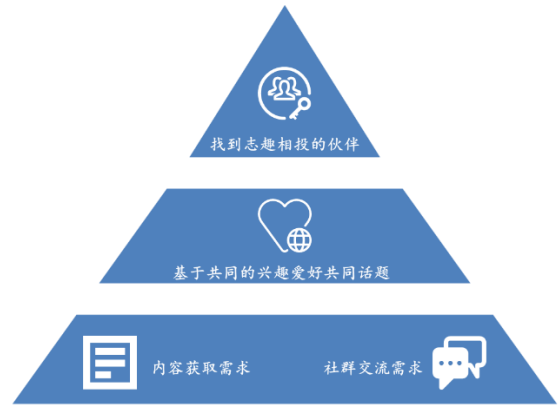 找到志趣相投的伙伴
基于共同的兴趣爱好共同话题
内容获取需求
社群交流需求